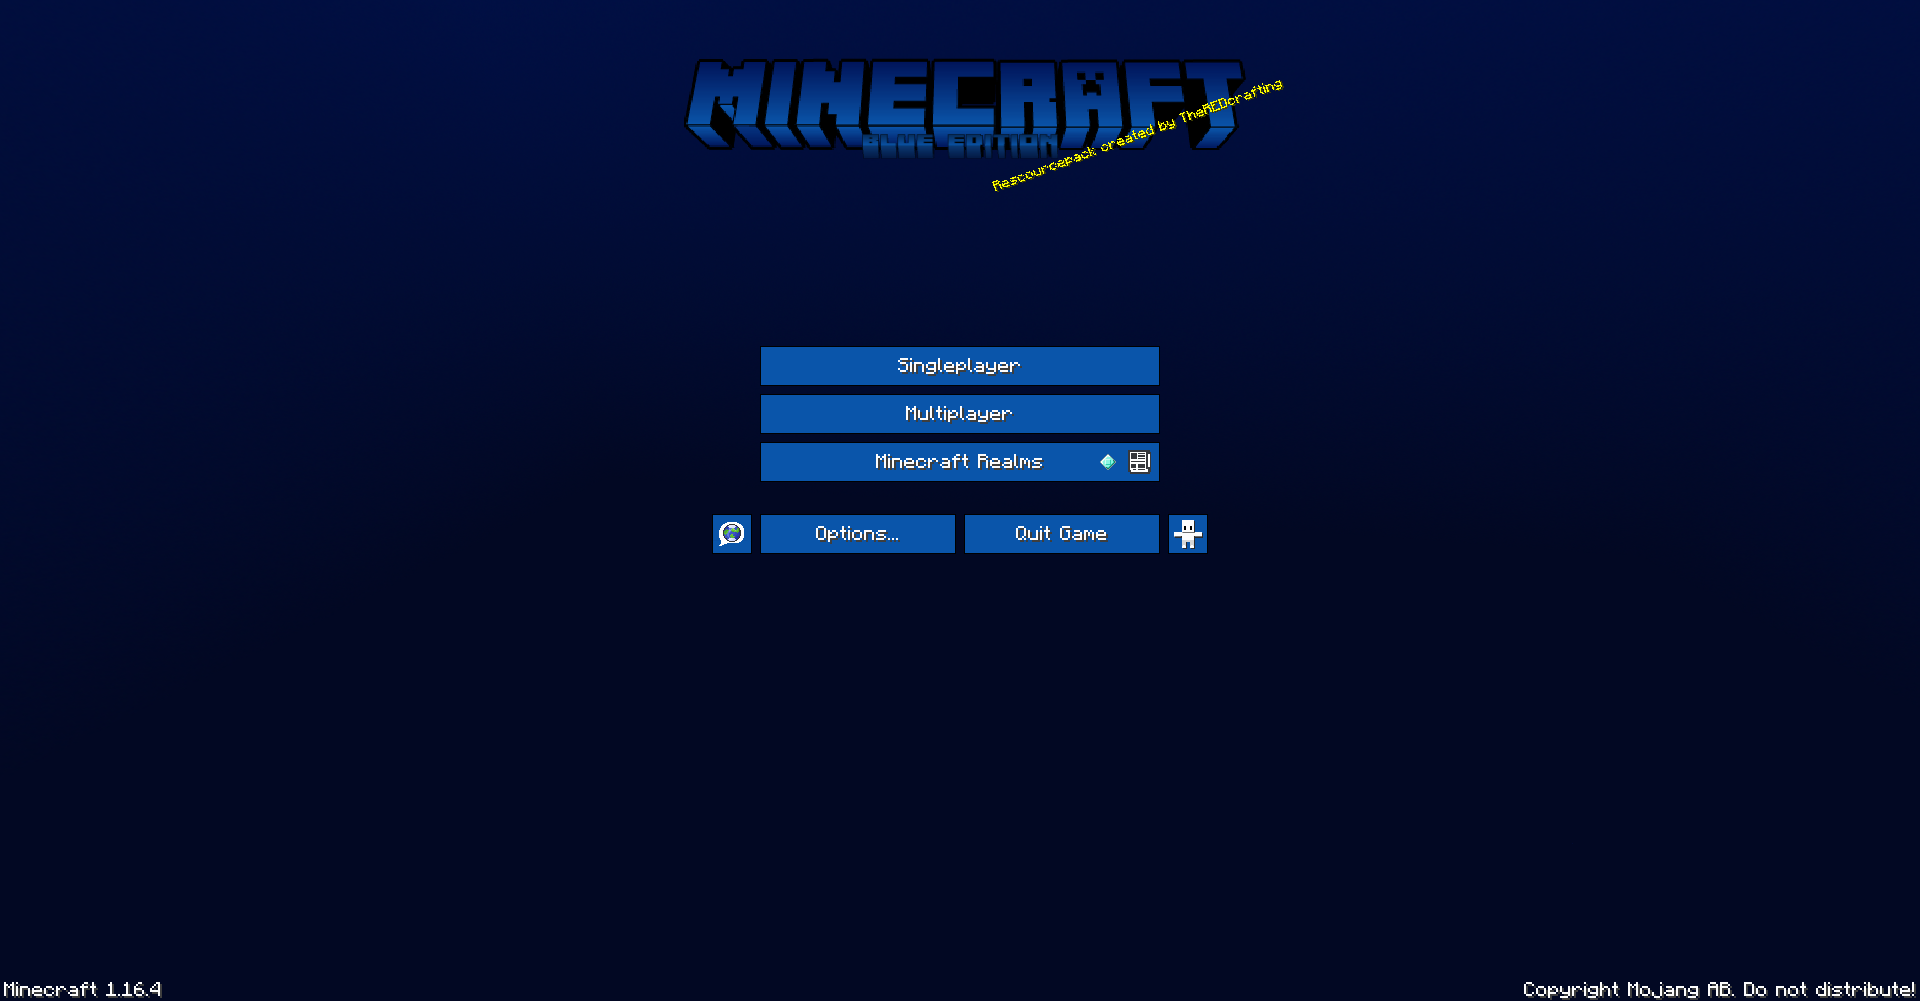 MINECRAFT
BLUE EDITION
Rescourcepack created by TheREDcrafting
Singleplayer
Multiplayer
Minecraft Realms
Options...
Quit Game
Minecraft 1.16.4
Copyright Mojang AB. Do not distribute!